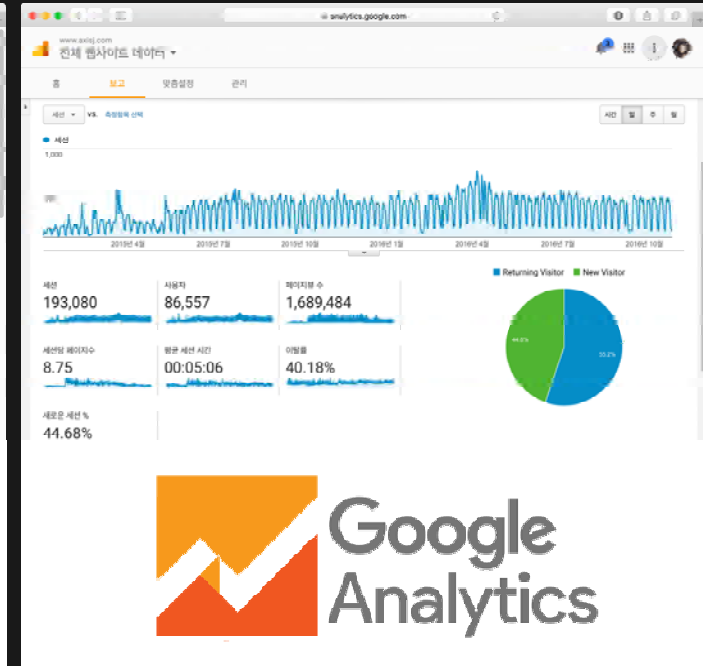 analytics.google.com
www.axisj.com
전체 웹사이트 데이터
홈 보고 맞춤설정 관리
세션 VS. 측정항목 선택
시간 일 주 월
세션
1,000
2015년 4월 2015년 7월 2015년 10월 2016년 1월 2016년 4월 2016년 7월 2016년 10월
Returning Visitor New Visitor
세션 사용자 페이지뷰 수
193,080 86,557 1,689,484
세션당 페이지수 평균 세션 시간 이탈률
8.75 00:05:06 40.18%
새로운 세션 %
44.68%
55.2%
Google
Analytics